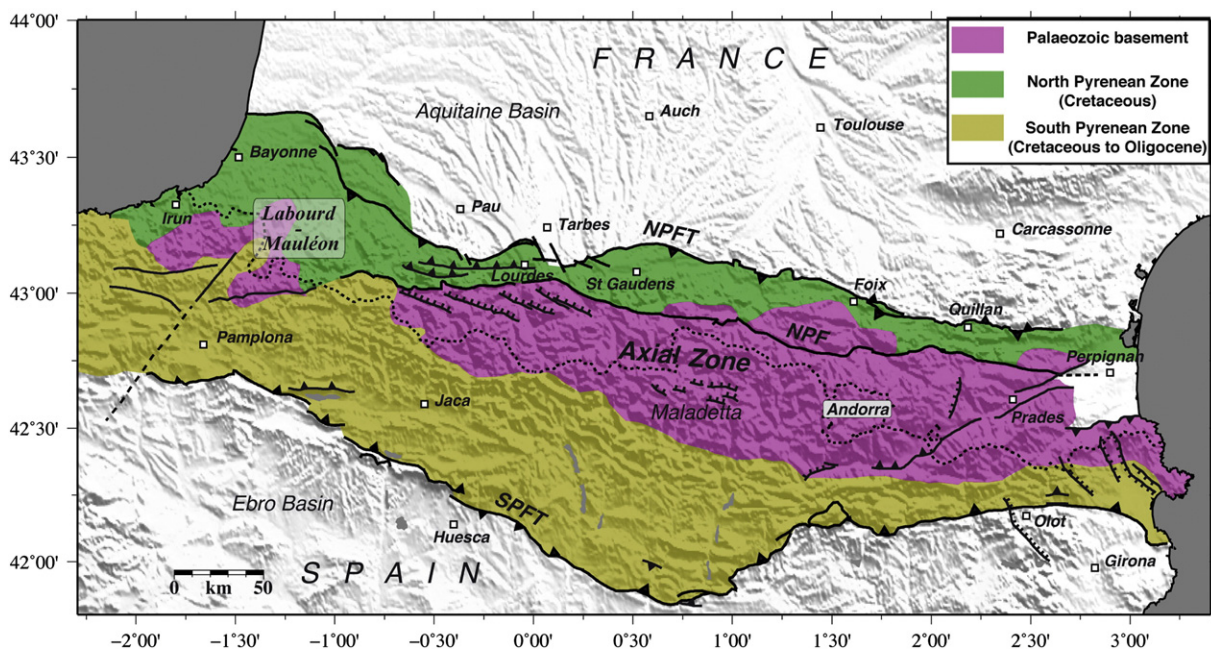 44°00'
43°30'
43°00'
42°30'
42°00'
F R A N C E
Palaeozoic basement
North Pyrenean Zone
(Cretaceous)
South Pyrenean Zone
(Cretaceous to Oligocene)
Aquitaine Basin
Auch
Toulouse
Bayonne
Irun
Labourd
-
Mauléon
Pau
Tarbes
NPFT
Carcassonne
Lourdes
St Gaudens
Foix
Quillan
NPF
Perpignan
Pamplona
Axial Zone
Jaca
Maladetta
Andorra
Prades
Ebro Basin
SPFT
Huesca
Olot
Girona
S P A I N
0 km 50
−2°00'
−1°30'
−1°00'
−0°30'
0°00'
0°30'
1°00'
1°30'
2°00'
2°30'
3°00'